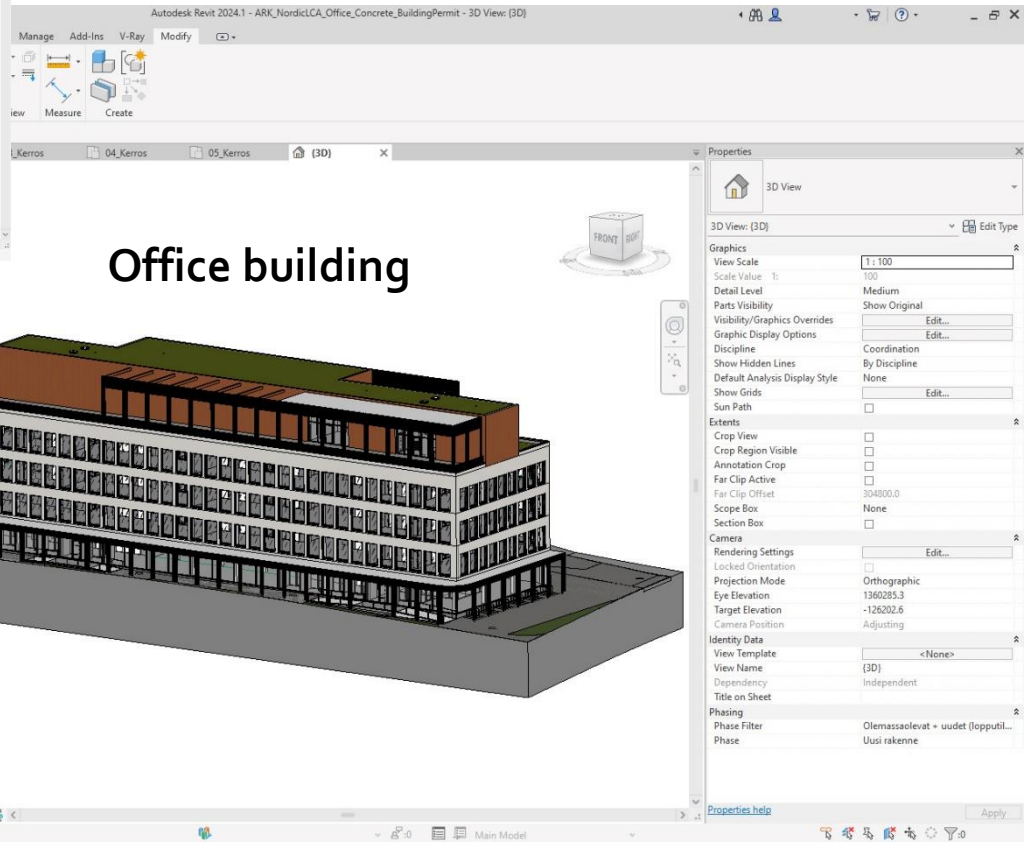 Autodesk Revit 2024.1 - ARK_NordicLCA_Office_Concrete_BuildingPermit - 3D View: {3D}
Manage Add-Ins V-Ray Modify
iew Measure Create
_Kerros 04_Kerros 05_Kerros {3D}
Office building
FRONT RIGHT
Properties
3D View
3D View: {3D} Edit Type
Graphics
View Scale 1 : 100
Scale Value 1: 100
Detail Level Medium
Parts Visibility Show Original
Visibility/Graphics Overrides Edit...
Graphic Display Options Edit...
Discipline Coordination
Show Hidden Lines By Discipline
Default Analysis Display Style None
Show Grids Edit...
Sun Path
Extents
Crop View
Crop Region Visible
Annotation Crop
Far Clip Active
Far Clip Offset 304800.0
Scope Box None
Section Box
Camera
Rendering Settings Edit...
Locked Orientation
Projection Mode Orthographic
Eye Elevation 1360285.3
Target Elevation -126202.6
Camera Position Adjusting
Identity Data
View Template <None>
View Name {3D}
Dependency Independent
Title on Sheet
Phasing
Phase Filter Olemassaolevat + uudet (lopputil...
Phase Uusi rakenne
Properties help Apply
:0 Main Model :0